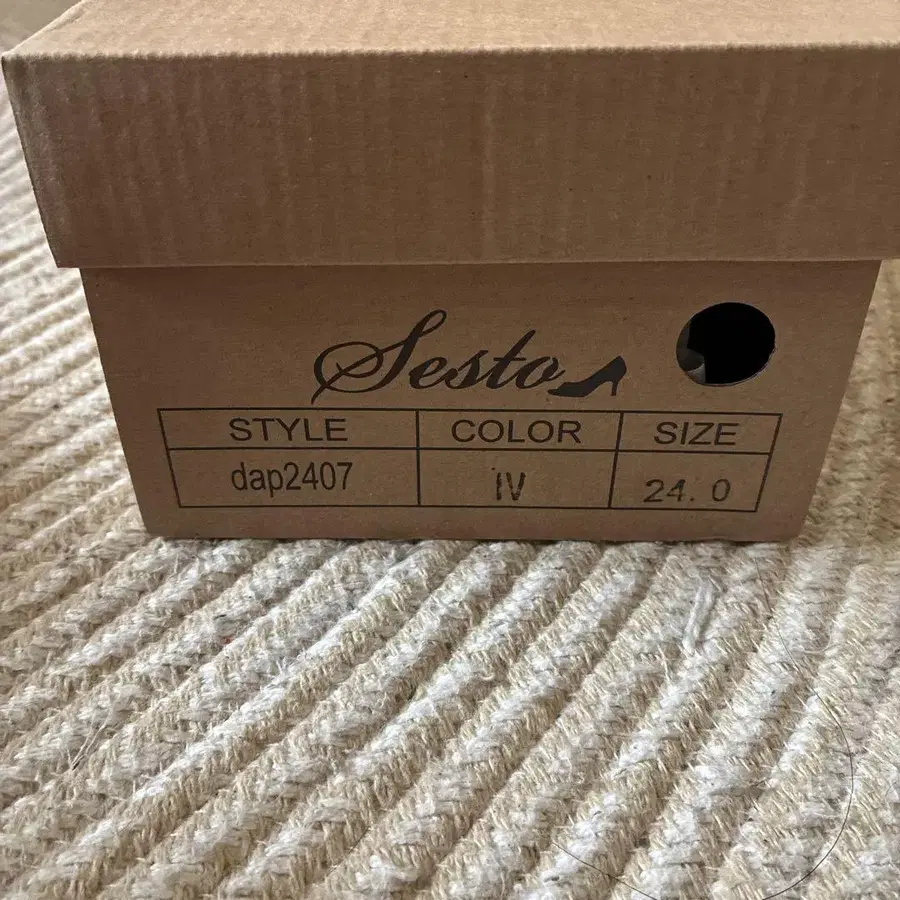 Sesto
STYLE COLOR SIZE
dap2407 IV 24.0